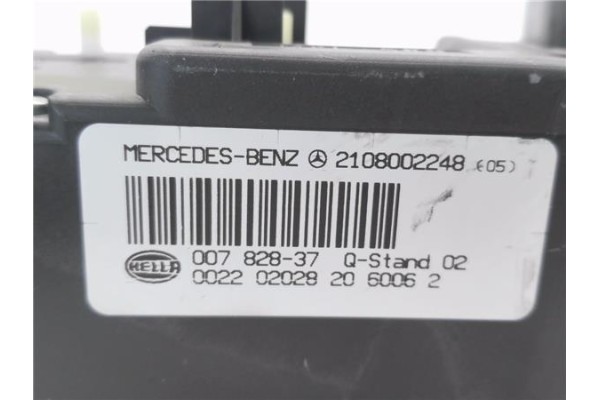 MERCEDES-BENZ 2108002248 (05)
HELLA 007 828-37 Q-Stand 02
0022 02028 20 6006 2